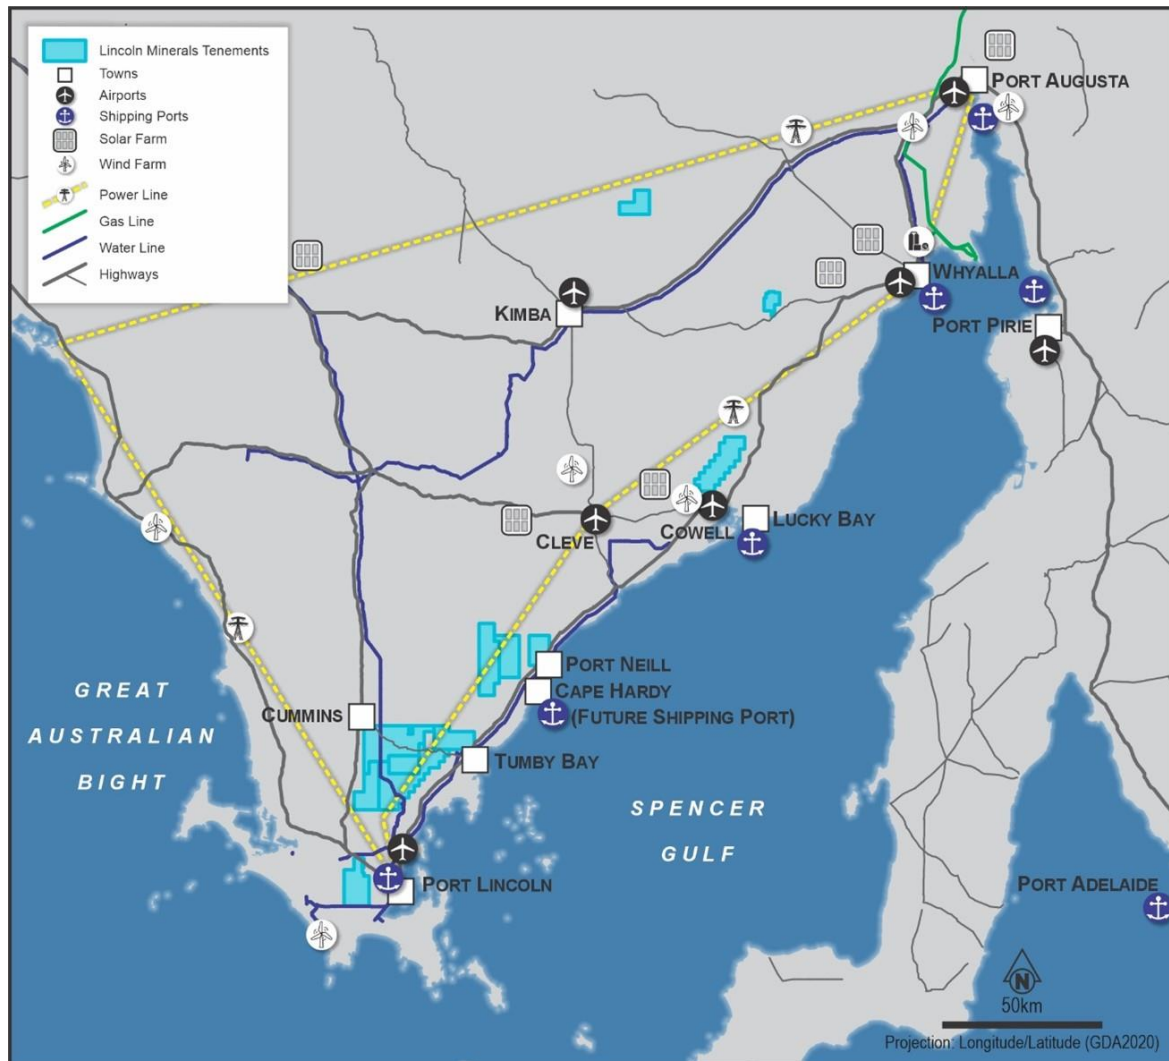 Lincoln Minerals Tenements
Towns
Airports
Shipping Ports
Solar Farm
Wind Farm
Power Line
Gas Line
Water Line
Highways
PORT AUGUSTA
WHYALLA
KIMBA
PORT PIRIE
LUCKY BAY
COWELL
CLEVE
PORT NEILL
CAPE HARDY
(FUTURE SHIPPING PORT)
CUMMINS
TUMBY BAY
GREAT
AUSTRALIAN
BIGHT
SPENCER
GULF
PORT LINCOLN
PORT ADELAIDE
N
50km
Projection: Longitude/Latitude (GDA2020)